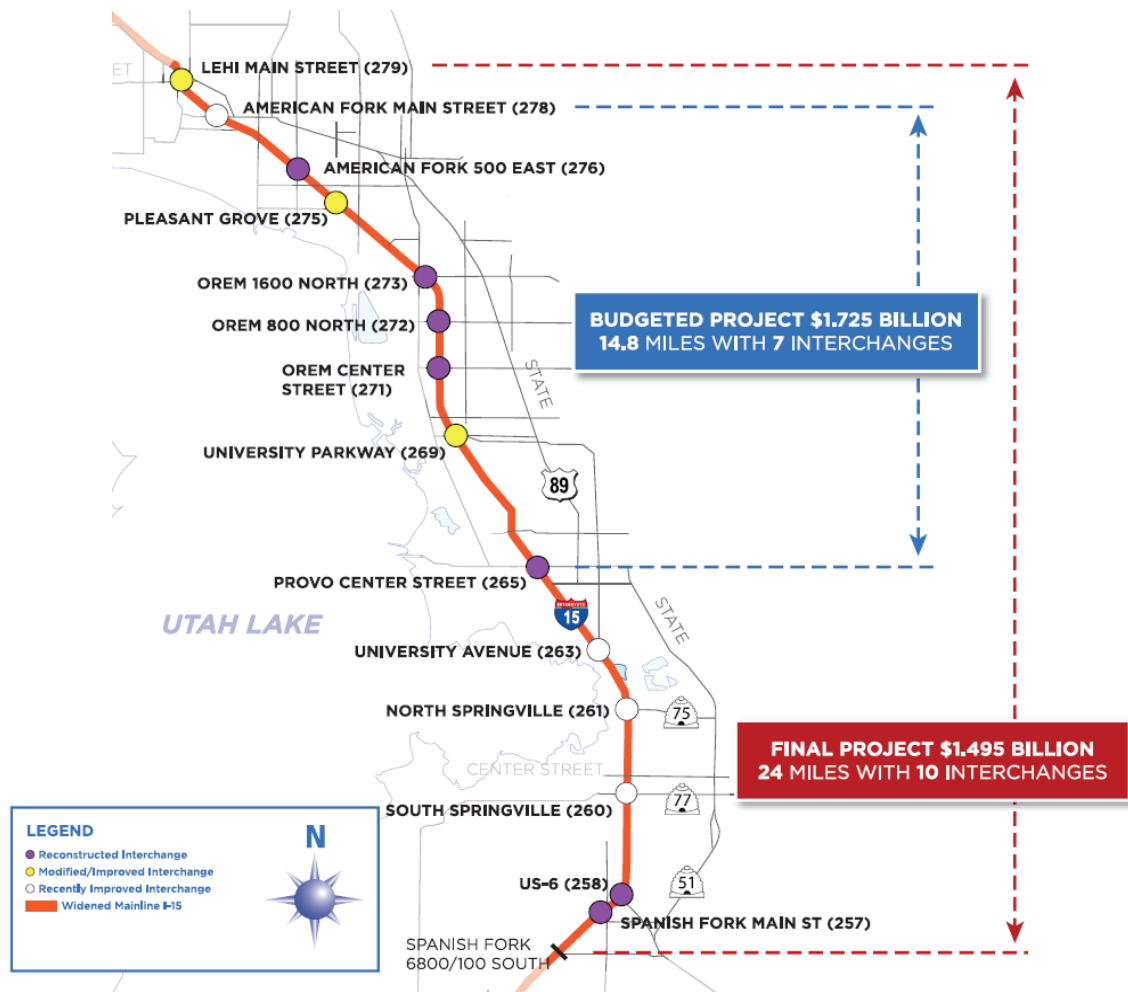 ET
LEHI MAIN STREET (279)
AMERICAN FORK MAIN STREET (278)
AMERICAN FORK 500 EAST (276)
PLEASANT GROVE (275)
OREM 1600 NORTH (273)
OREM 800 NORTH (272)
OREM CENTER
STREET (271)
STATE
BUDGETED PROJECT $1.725 BILLION
14.8 MILES WITH 7 INTERCHANGES
UNIVERSITY PARKWAY (269)
89
PROVO CENTER STREET (265)
INTERSTATE
15
STATE
UTAH LAKE
UNIVERSITY AVENUE (263)
NORTH SPRINGVILLE (261)
75
FINAL PROJECT $1.495 BILLION
24 MILES WITH 10 INTERCHANGES
CENTER STREET
SOUTH SPRINGVILLE (260)
77
LEGEND
N
Reconstructed Interchange
Modified/Improved Interchange
Recently Improved Interchange
Widened Mainline I-15
US-6 (258)
51
SPANISH FORK MAIN ST (257)
SPANISH FORK
6800/100 SOUTH